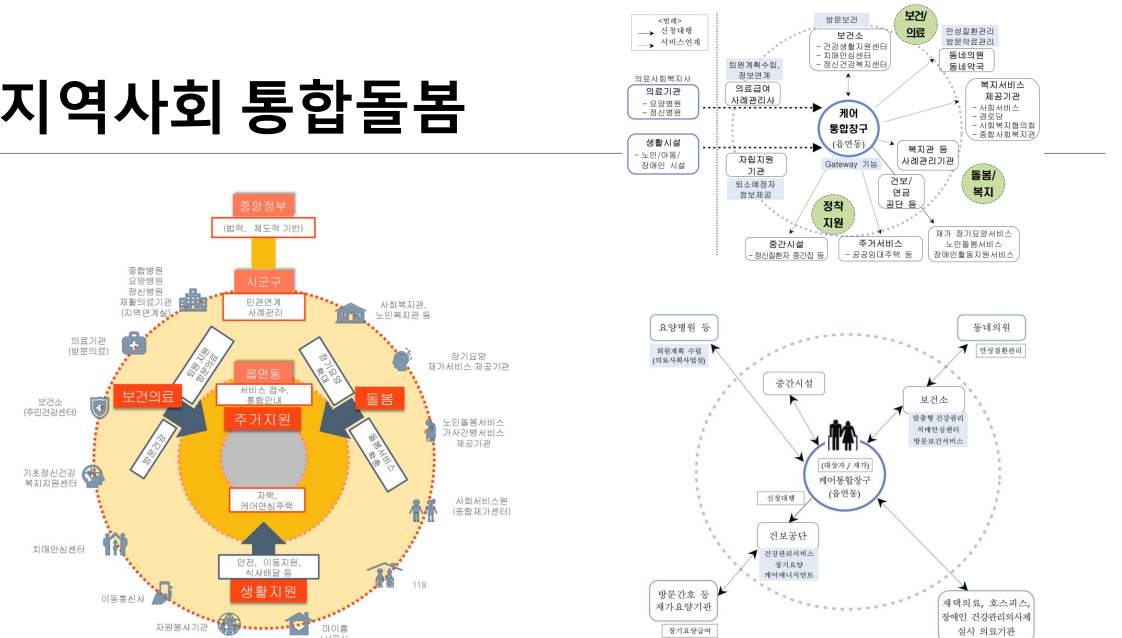 지역사회 통합돌봄
<범례>
신청대행
서비스연계
의료사회복지사
의료기관
– 요양병원
– 정신병원
생활시설
– 노인/아동/
장애인 시설
퇴원계획수립,
정보연계
의료급여
사례관리사
자립지원
기관
퇴소예정자
정보제공
방문보건
보건소
– 건강생활지원센터
– 치매안심센터
– 정신건강복지센터
보건/
의료
만성질환관리
방문약료관리
동네의원
동네약국
복지서비스
제공기관
– 사회서비스
– 경로당
– 사회복지협의회
– 종합사회복지관
케어
통합창구
(읍면동)
Gateway 기능
복지관 등
사례관리기관
건보/
연금
공단 등
돌봄/
복지
정착
지원
중간시설
– 정신질환자 중간집 등
주거서비스
– 공공임대주택 등
재가 장기요양서비스
노인돌봄서비스
장애인활동지원서비스
중앙정부
(법적, 제도적 기반)
시군구
민관연계
사례관리
종합병원
요양병원
정신병원
재활의료기관
(지역연계실)
의료기관
(방문의료)
보건소
(주민건강센터)
기초정신건강
복지지원센터
치매안심센터
이동통신사
자원봉사기관
사회복지관,
노인복지관 등
장기요양
재가서비스 제공기관
노인돌봄서비스
가사간병서비스
제공기관
사회서비스원
(종합재가센터)
119
마이홈
퇴원지원
방문의료
보건의료
방문건강
읍면동
서비스 접수,
통합안내
주거지원
장기요양
확대
돌봄
돌봄서비스
확충
자택,
케어안심주택
안전, 이동지원,
식사배달 등
생활지원
요양병원 등
퇴원계획 수립
(의료사회사업실)
중간시설
동네의원
만성질환관리
보건소
맞춤형 건강관리
치매안심센터
방문보건서비스
(대상자 / 재가)
케어통합창구
(읍면동)
신청대행
건보공단
건강관리서비스
장기요양
케어매니지먼트
방문간호 등
재가요양기관
장기요양급여
재택의료, 호스피스,
장애인 건강관리의사제
실시 의료기관